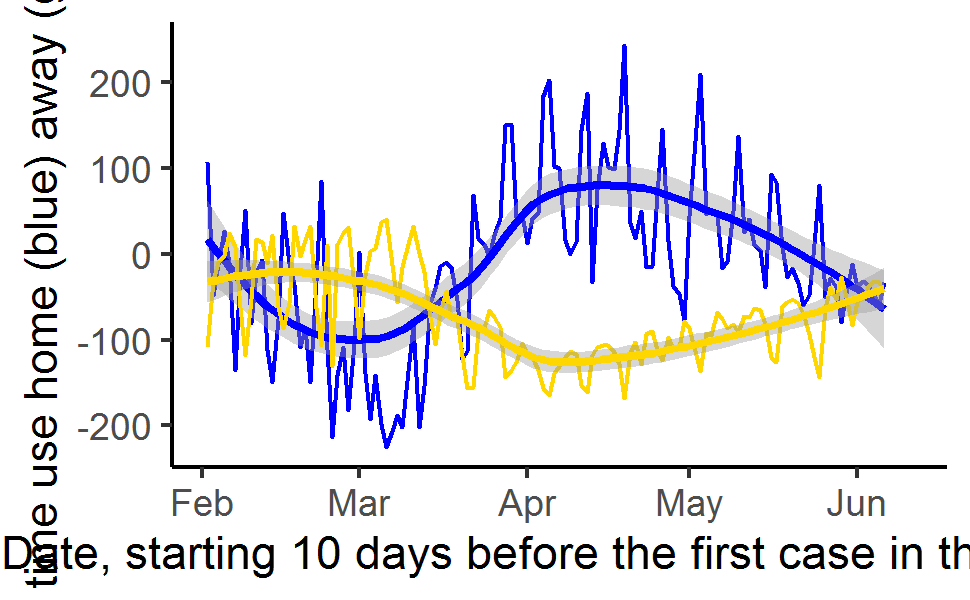 time use home (blue) away (
200
100
0
-100
-200
Feb Mar Apr May Jun
Date, starting 10 days before the first case in th